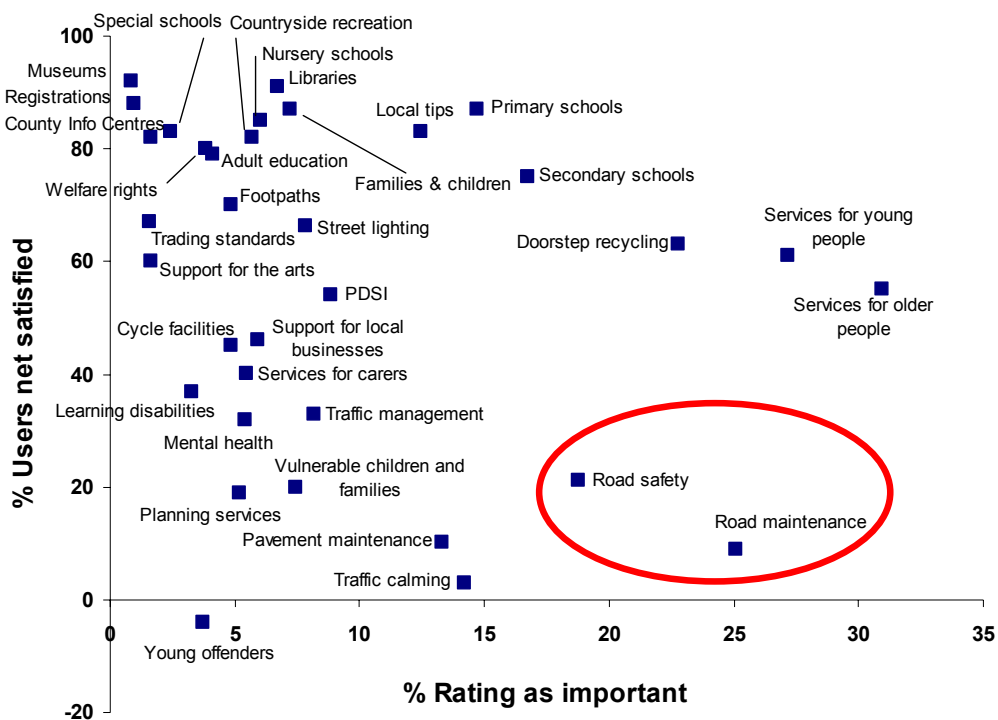 Special schools
Countryside recreation
100
Nursery schools
Museums
Libraries
Registrations
Local tips
Primary schools
County Info Centres
80
Adult education
Welfare rights
Families & children
Secondary schools
Footpaths
Street lighting
Services for young
people
Trading standards
Doorstep recycling
60
Support for the arts
PDSI
Services for older
people
Cycle facilities
Support for local
businesses
40
Services for carers
Learning disabilities
Traffic management
Mental health
Vulnerable children and
families
Road safety
20
Planning services
Road maintenance
Pavement maintenance
Traffic calming
0
0
5
10
15
20
25
30
35
Young offenders
-20
% Rating as important
% Users net satisfied